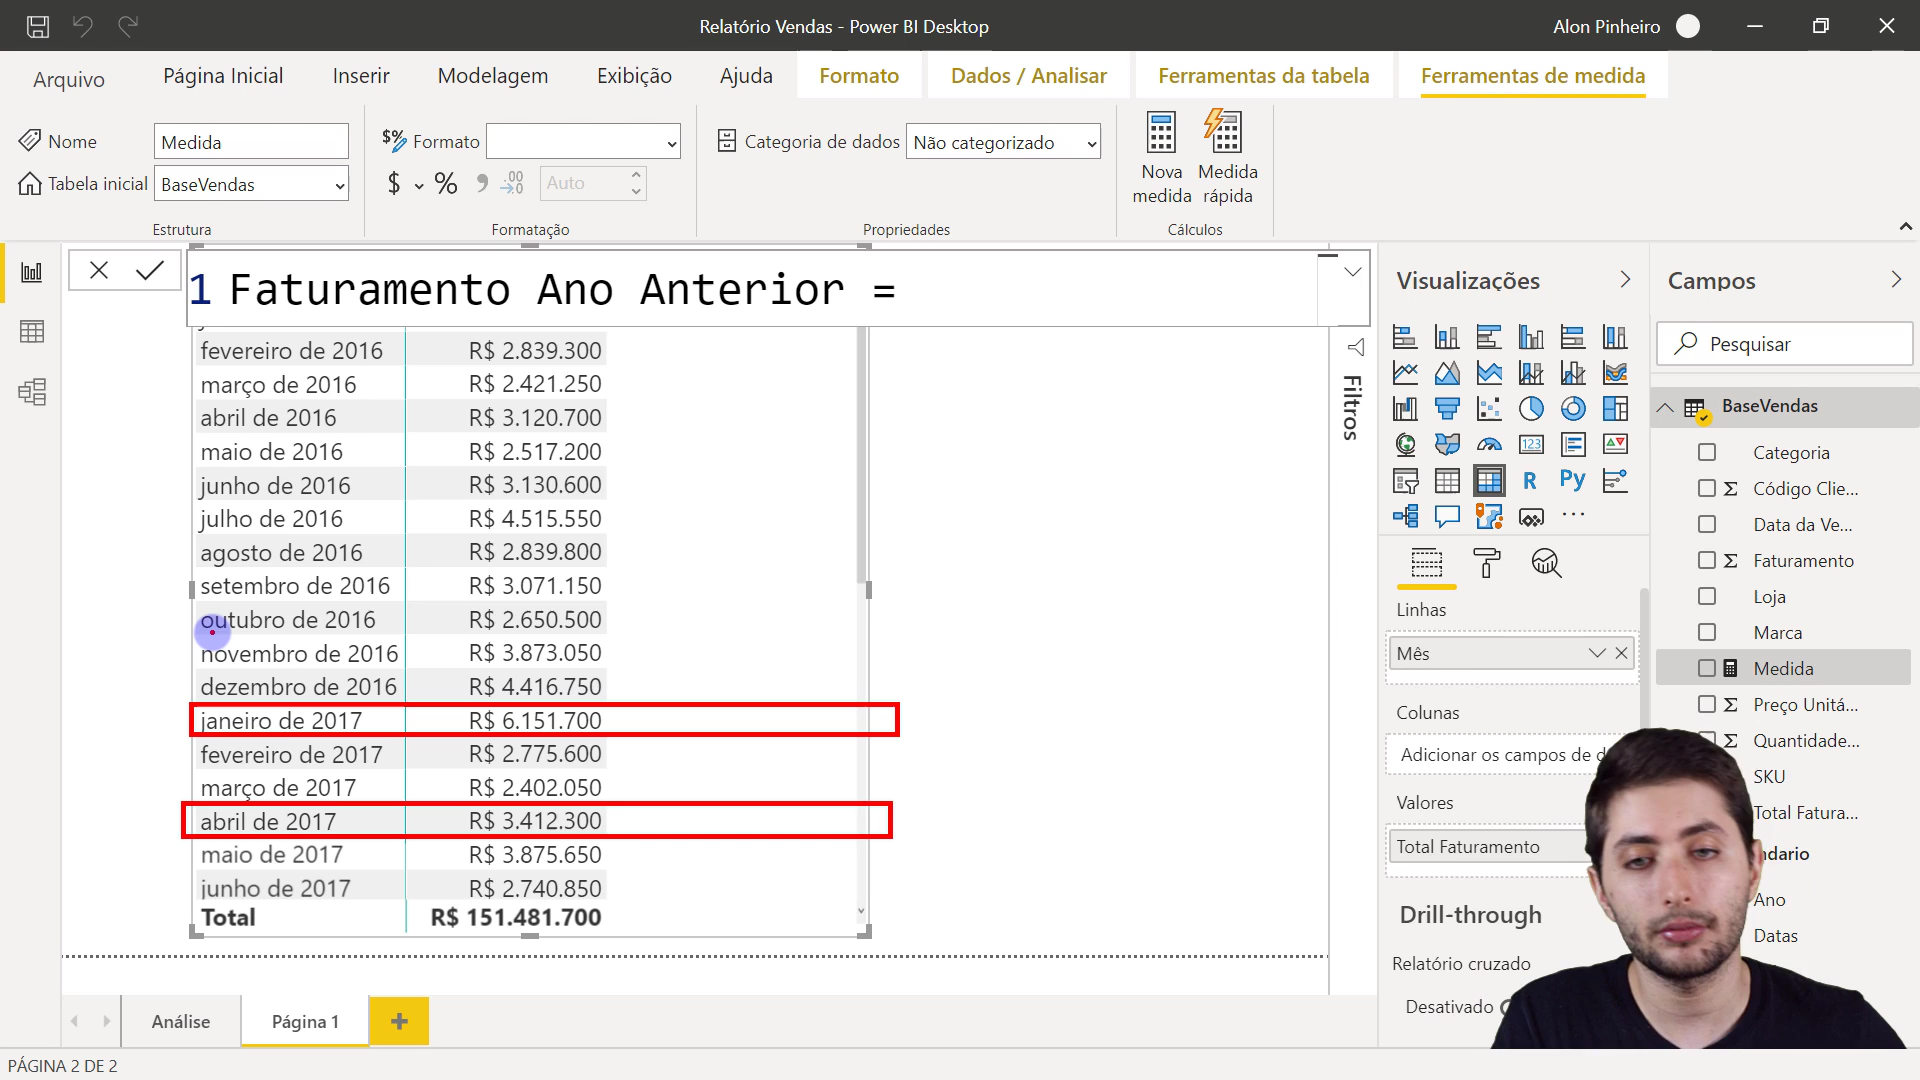 Relatório Vendas - Power BI Desktop
Alon Pinheiro
Arquivo
Página Inicial
Inserir
Modelagem
Exibição
Ajuda
Formato
Dados / Analisar
Ferramentas da tabela
Ferramentas de medida
Nome
Medida
Tabela inicial
BaseVendas
Estrutura
$% Formato
$ % 9 .00
Auto
Formatação
Categoria de dados
Não categorizado
Propriedades
Nova medida
Medida rápida
Cálculos
1 Faturamento Ano Anterior =
fevereiro de 2016 R$ 2.839.300
março de 2016 R$ 2.421.250
abril de 2016 R$ 3.120.700
maio de 2016 R$ 2.517.200
junho de 2016 R$ 3.130.600
julho de 2016 R$ 4.515.550
agosto de 2016 R$ 2.839.800
setembro de 2016 R$ 3.071.150
outubro de 2016 R$ 2.650.500
novembro de 2016 R$ 3.873.050
dezembro de 2016 R$ 4.416.750
janeiro de 2017 R$ 6.151.700
fevereiro de 2017 R$ 2.775.600
março de 2017 R$ 2.402.050
abril de 2017 R$ 3.412.300
maio de 2017 R$ 3.875.650
junho de 2017 R$ 2.740.850
Total R$ 151.481.700
Filtros
Visualizações
123
R
Py
...
Linhas
Mês
Colunas
Adicionar os campos de d
Valores
Total Faturamento
Drill-through
Relatório cruzado
Desativado
Campos
Pesquisar
BaseVendas
Categoria
Σ Código Clie...
Data da Ve...
Σ Faturamento
Loja
Marca
Medida
Σ Preço Unitá...
Σ Quantidade...
SKU
Total Fatura...
ndario
Ano
Datas
Análise
Página 1
+
PÁGINA 2 DE 2